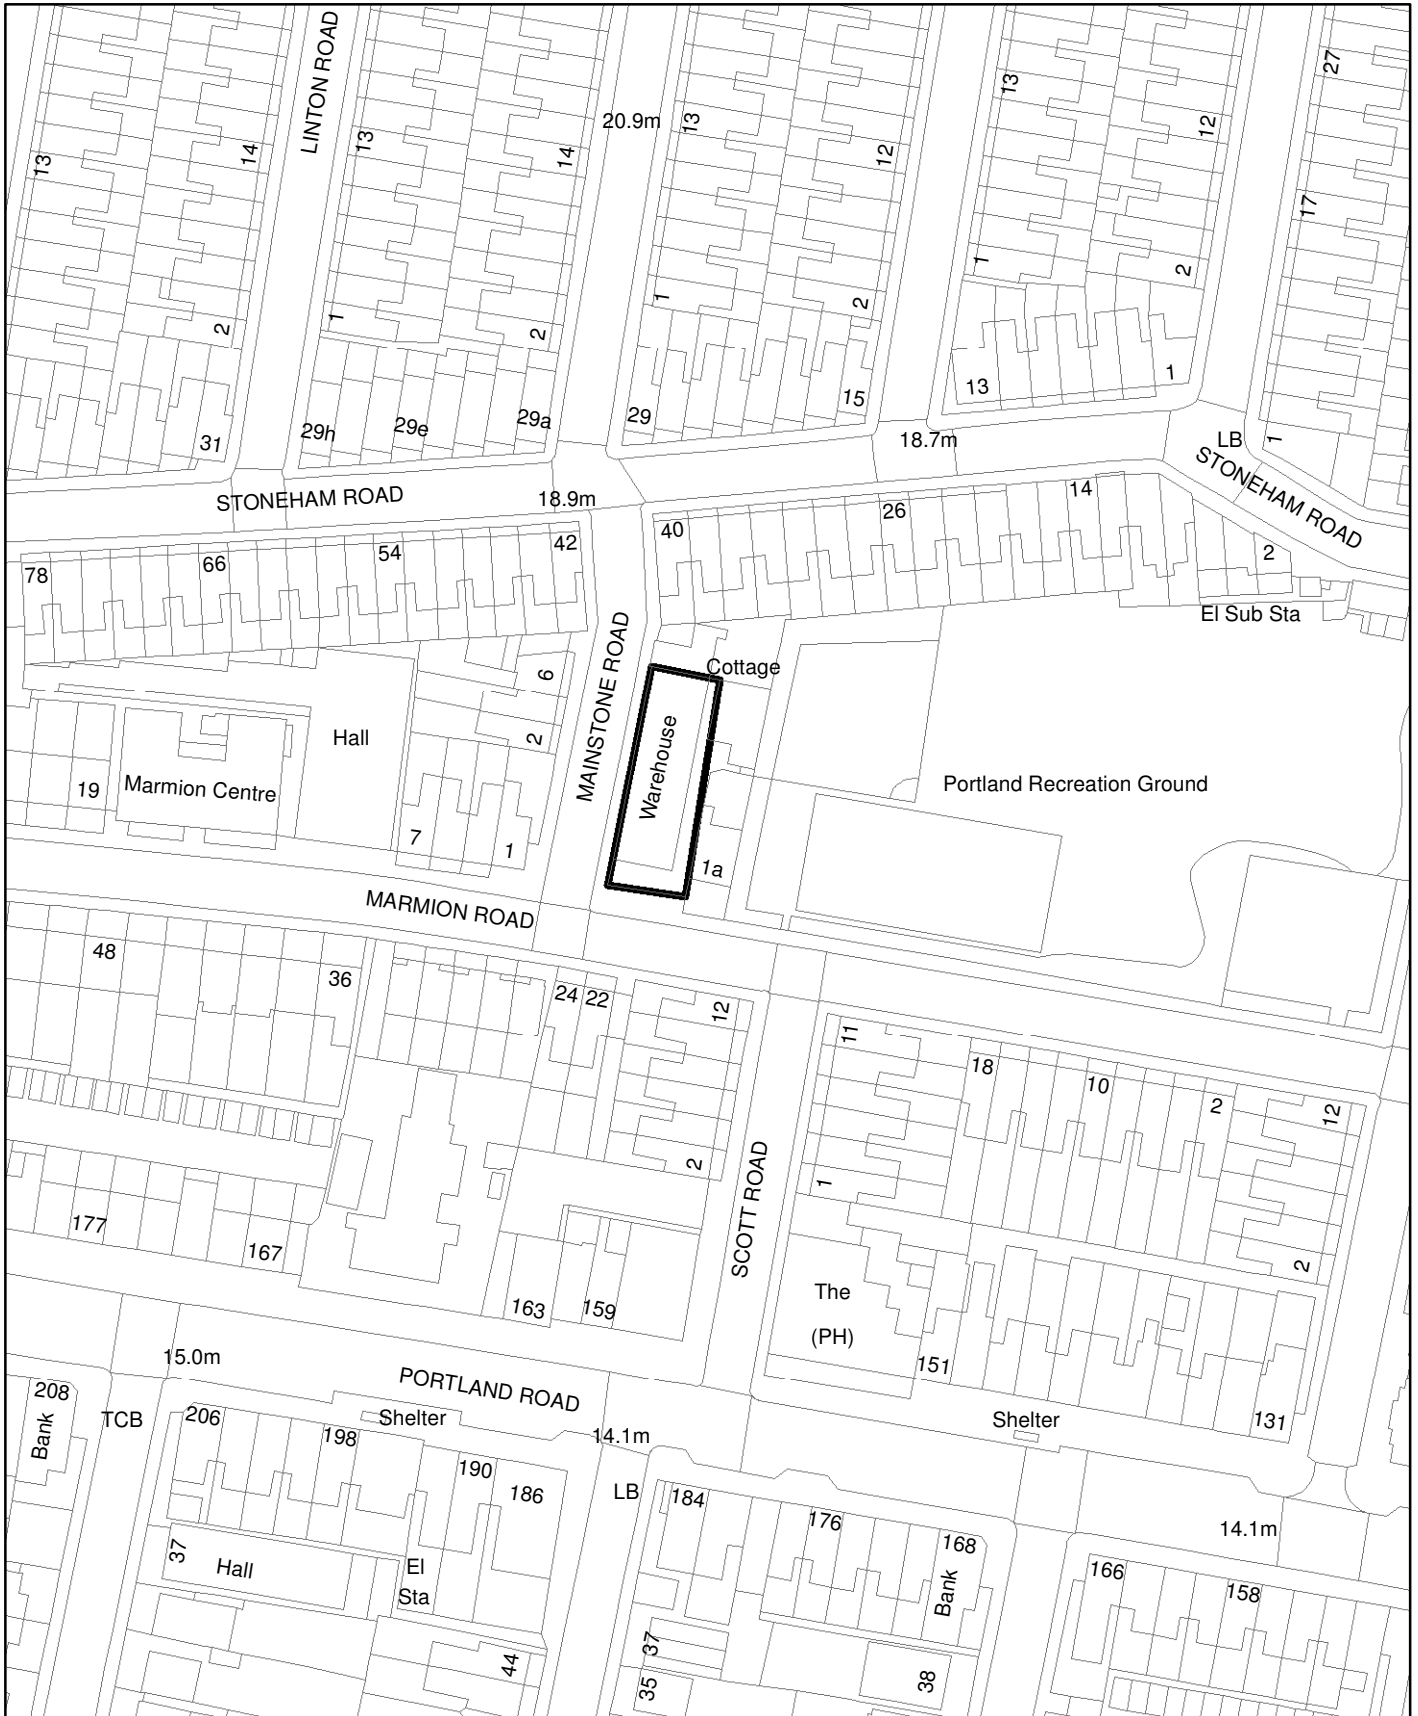 LINTON ROAD
13
14
13
14
20.9m
13
12
13
12
27
17
1
2
1
2
1
2
1
2
31
29h
29e
29a
29
15
13
1
18.7m
LB
1
STONEHAM ROAD
STONEHAM ROAD
18.9m
78
66
54
42
40
26
14
2
El Sub Sta
MAINSTONE ROAD
Cottage
6
2
Hall
Warehouse
Marmion Centre
19
7
1
1a
Portland Recreation Ground
MARMION ROAD
48
36
24
22
12
11
18
10
2
12
2
1
2
SCOTT ROAD
177
167
163
159
The
(PH)
151
131
15.0m
PORTLAND ROAD
208
Bank
TCB
206
198
Shelter
190
186
14.1m
LB
184
176
168
Bank
Shelter
14.1m
166
158
37
Hall
El
Sta
44
37
35
38